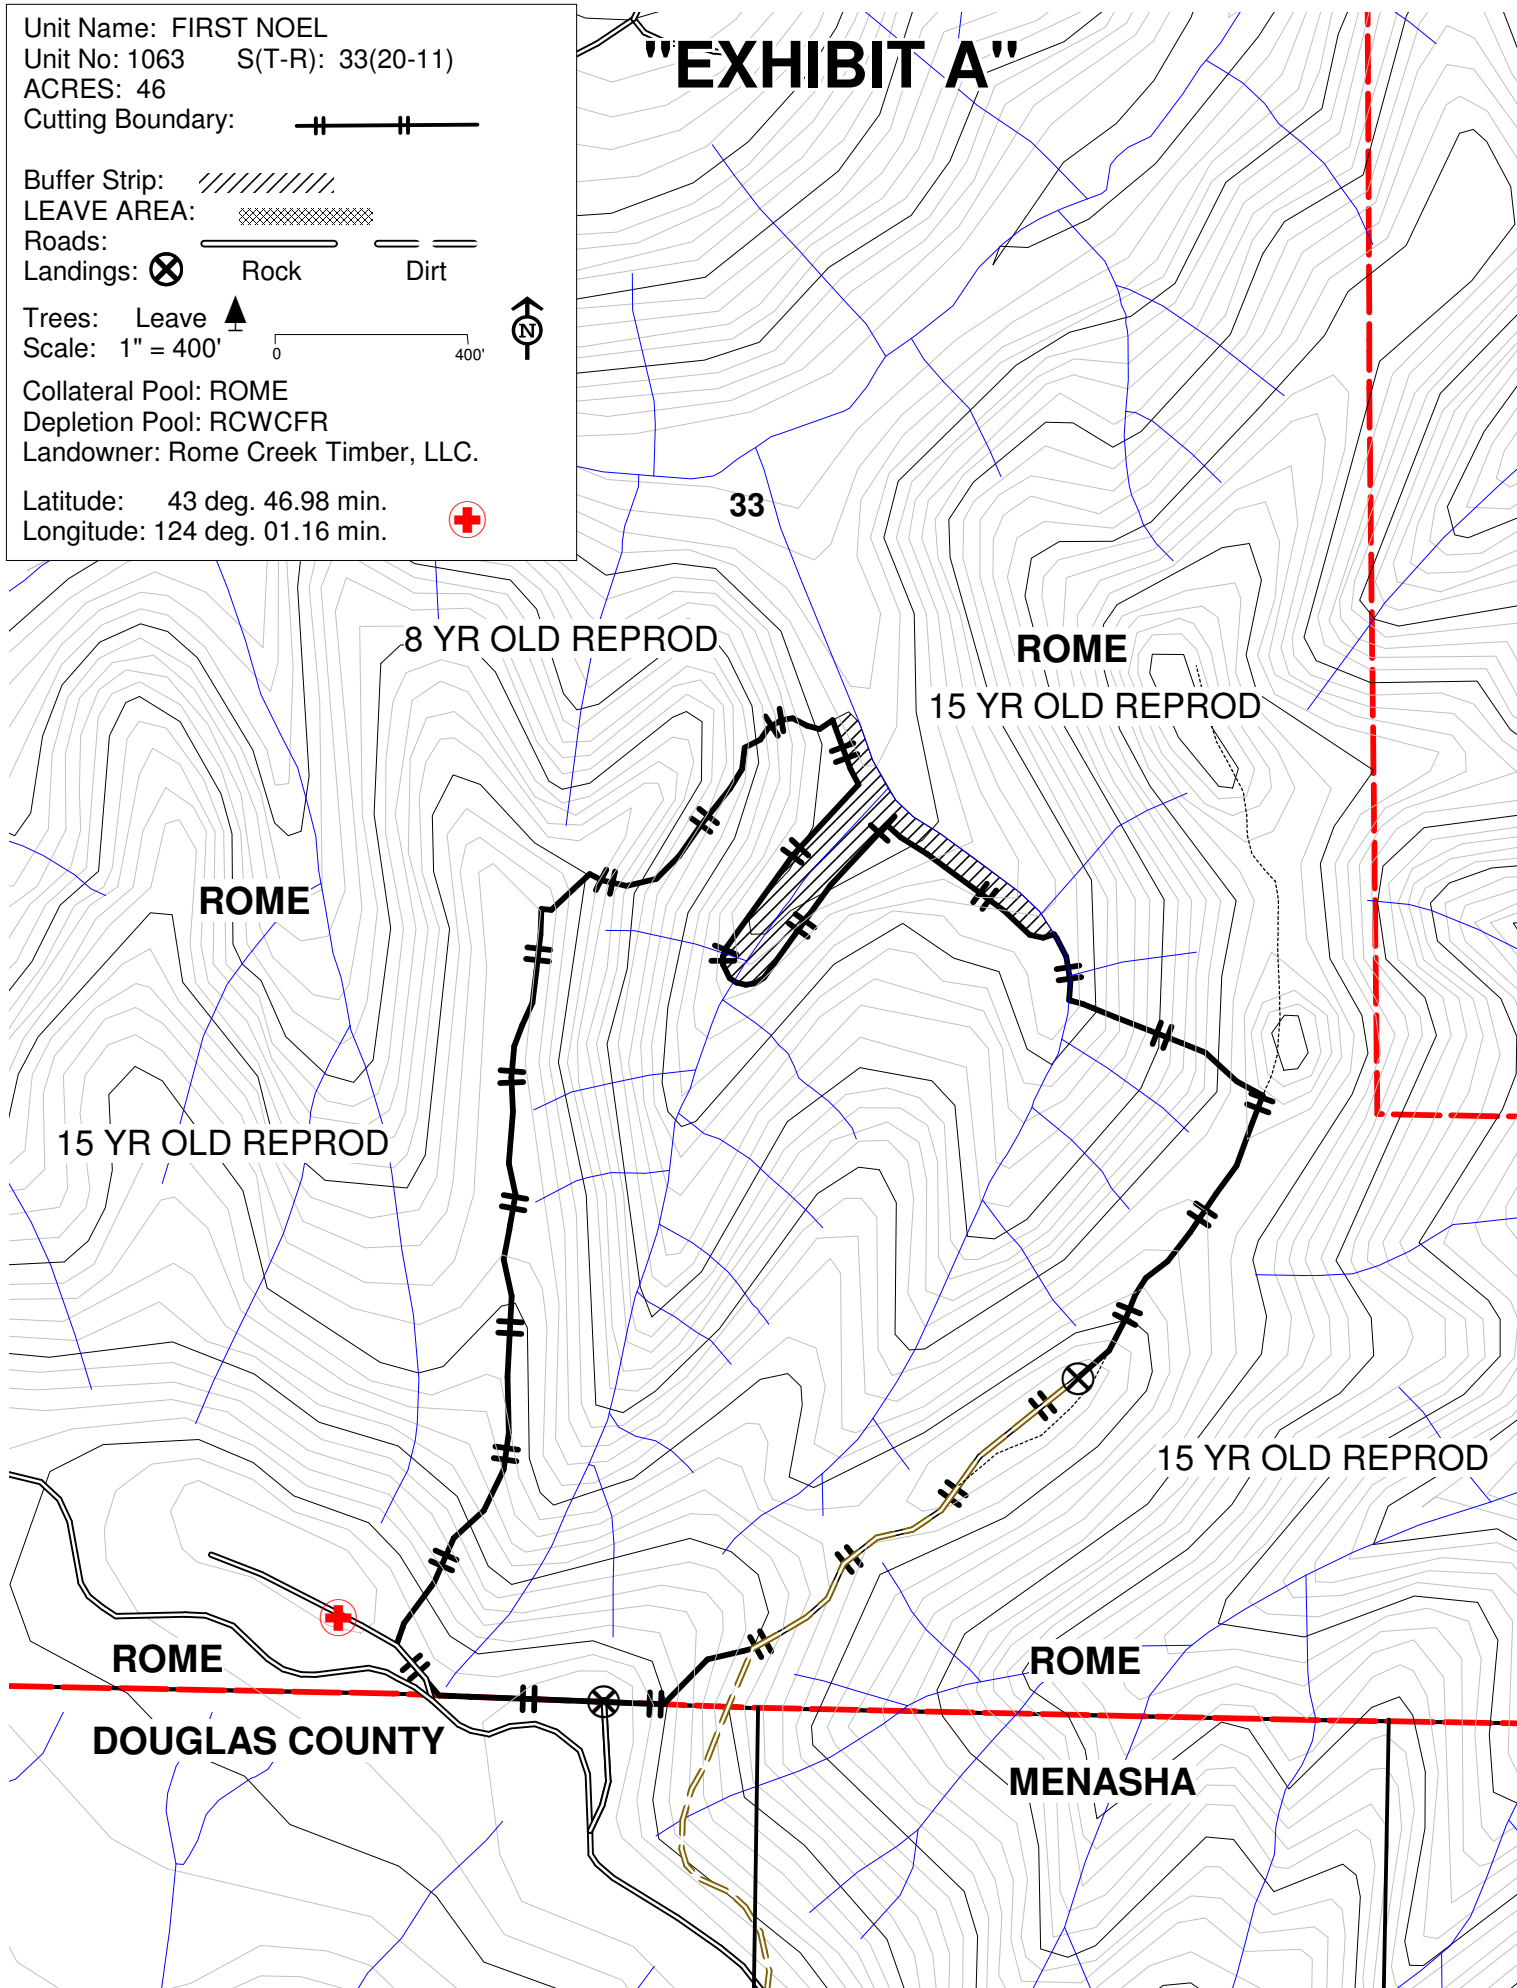 Unit Name: FIRST NOEL
Unit No: 1063 S(T-R): 33(20-11)
ACRES: 46
Cutting Boundary:
Buffer Strip:
LEAVE AREA:
Roads:
Landings: Rock Dirt
Trees: Leave
Scale: 1" = 400' 0 400'
N
Collateral Pool: ROME
Depletion Pool: RCWCFR
Landowner: Rome Creek Timber, LLC.
Latitude: 43 deg. 46.98 min.
Longitude: 124 deg. 01.16 min.
"EXHIBIT A"
33
8 YR OLD REPROD
ROME
15 YR OLD REPROD
ROME
15 YR OLD REPROD
15 YR OLD REPROD
ROME
ROME
DOUGLAS COUNTY
MENASHA